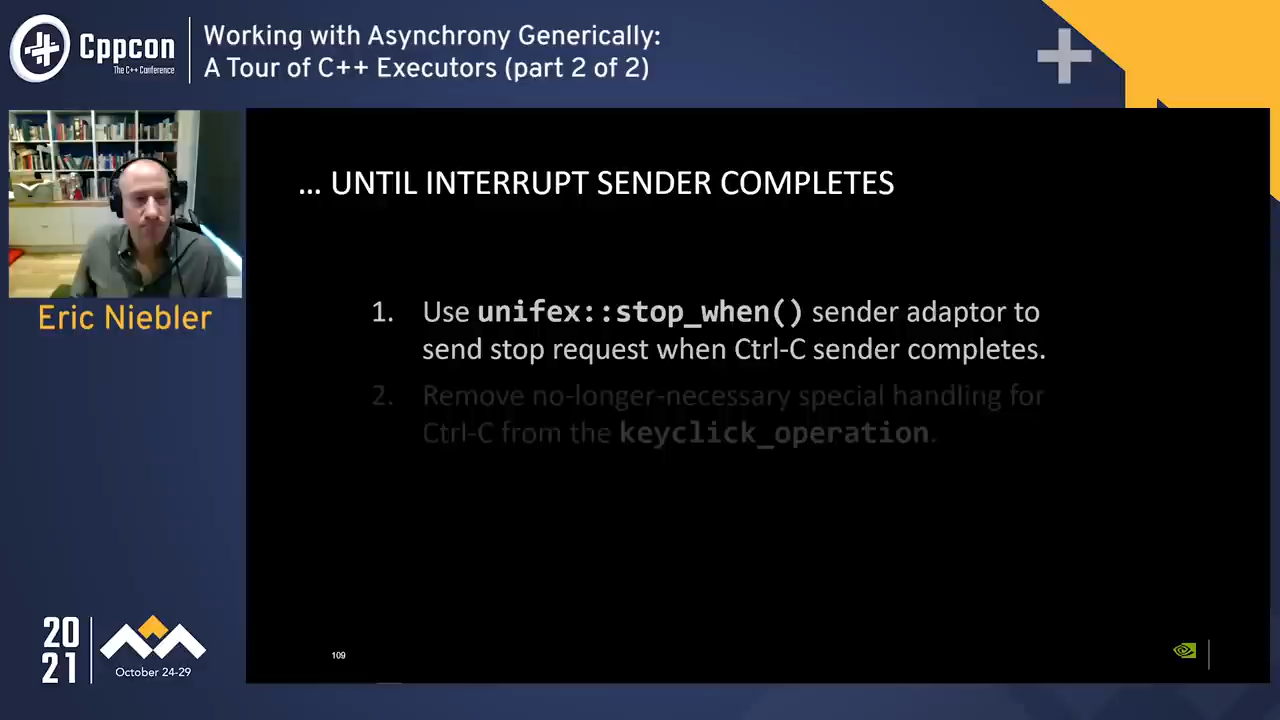 Cppcon
The C++ Conference
Working with Asynchrony Generically:
A Tour of C++ Executors (part 2 of 2)
Eric Niebler
... UNTIL INTERRUPT SENDER COMPLETES
1. Use unifex::stop_when() sender adaptor to
send stop request when Ctrl-C sender completes.
2. Remove no-longer-necessary special handling for
Ctrl-C from the keyclick_operation.
109
20
21
October 24-29